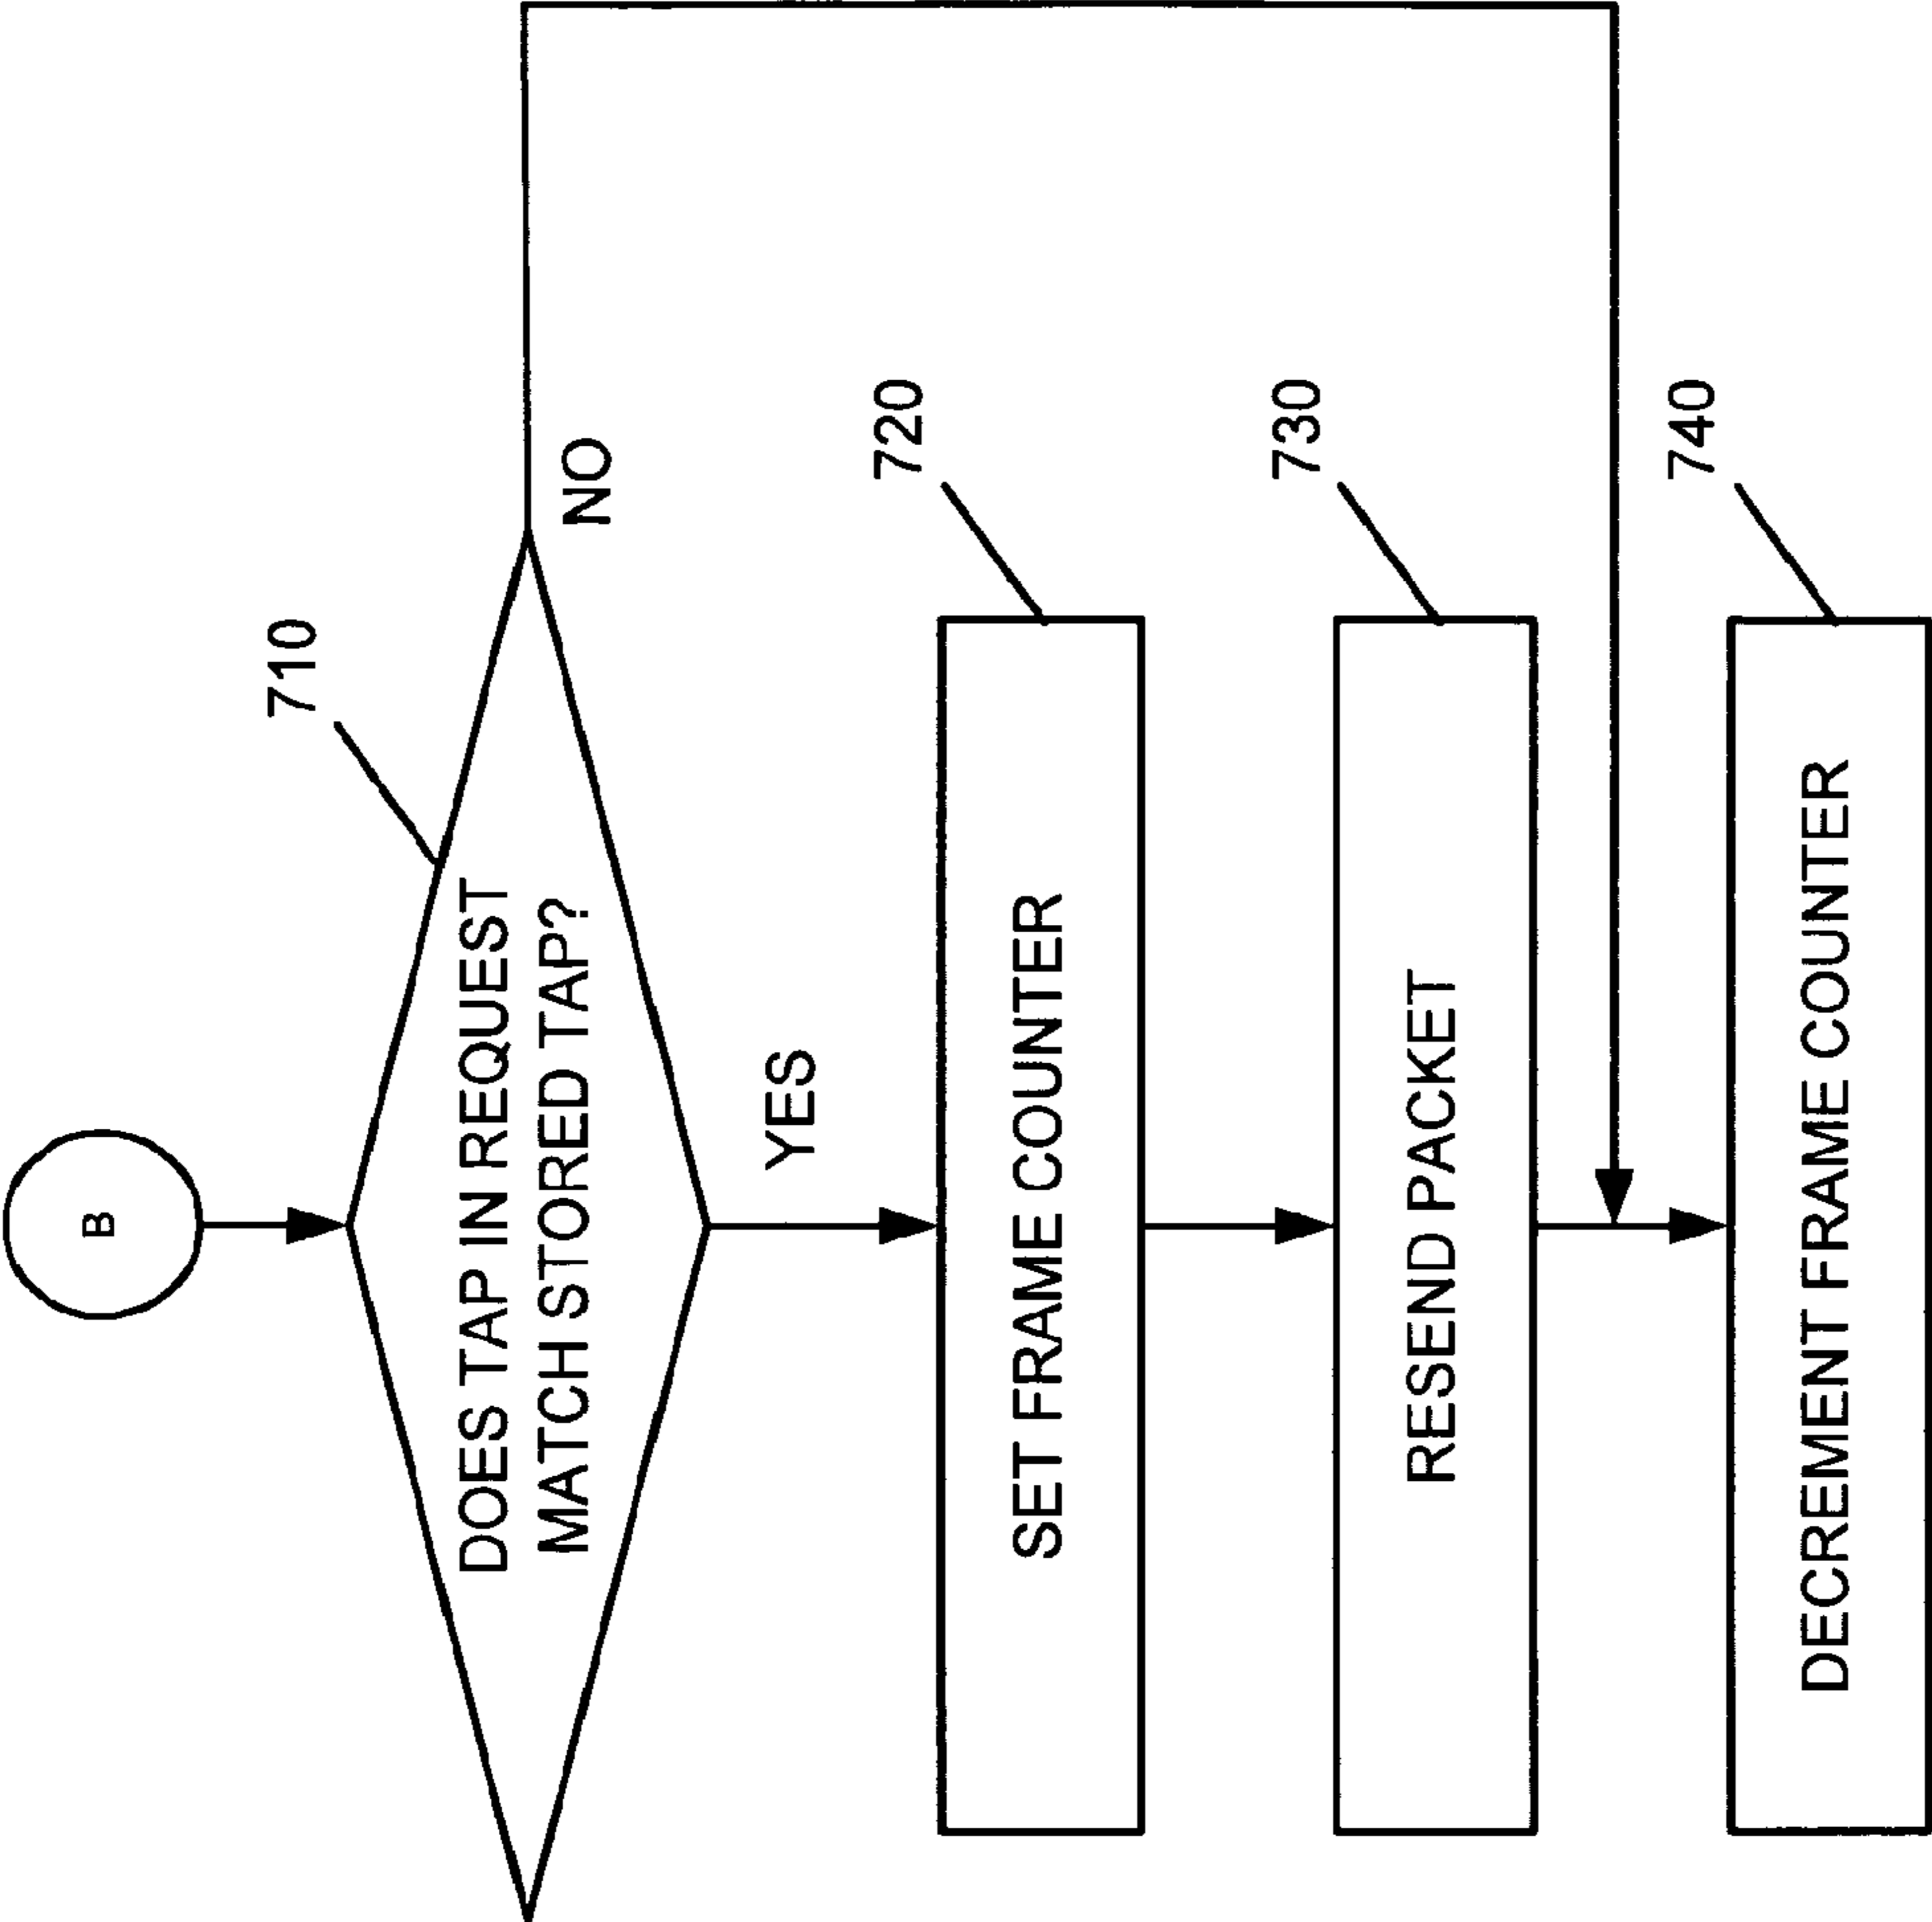 B
710
DOES TAP IN REQUEST
MATCH STORED TAP?
NO
YES
720
SET FRAME COUNTER
730
RESEND PACKET
740
DECREMENT FRAME COUNTER